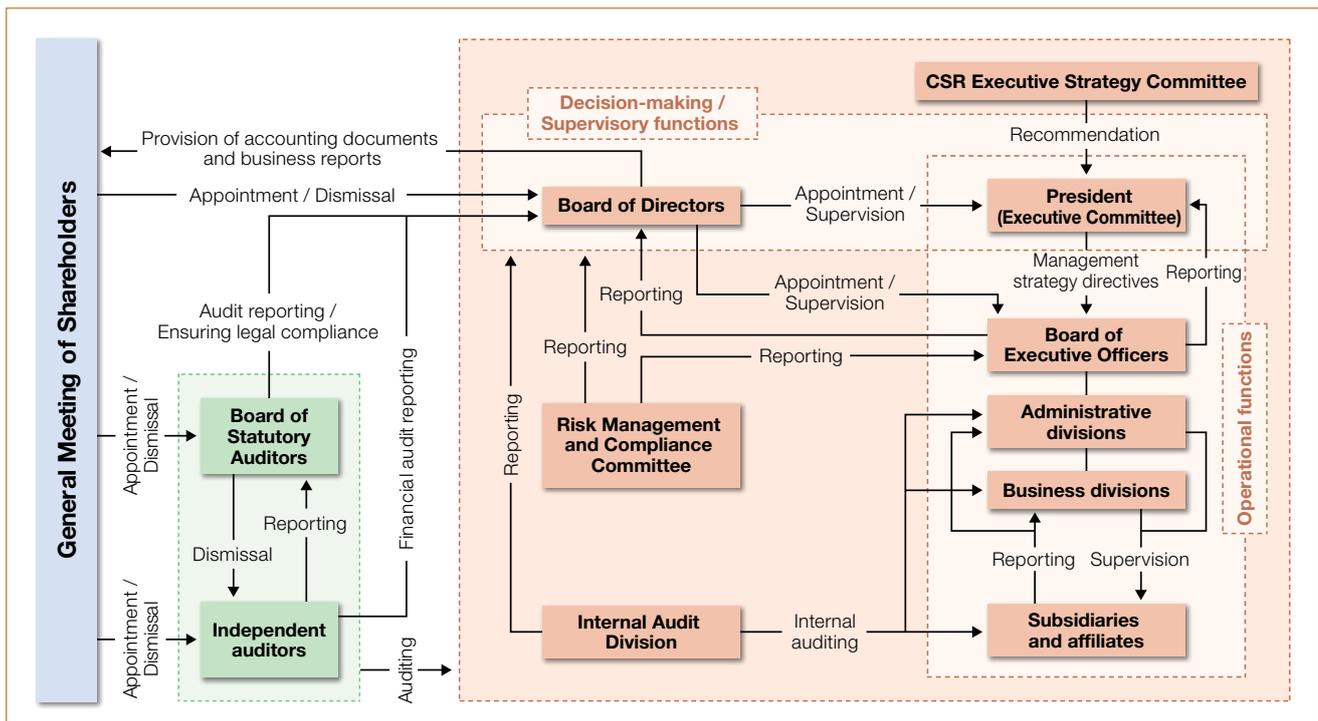 General Meeting of Shareholders
CSR Executive Strategy Committee
Decision-making /
Supervisory functions
Recommendation
Provision of accounting documents
and business reports
Appointment / Dismissal
Board of Directors
Appointment /
Supervision
President
(Executive Committee)
Management
strategy directives
Reporting
Reporting
Appointment /
Supervision
Audit reporting /
Ensuring legal compliance
Financial audit reporting
Reporting
Reporting
Board of
Executive Officers
Operational functions
Appointment /
Dismissal
Board of
Statutory
Auditors
Reporting
Risk Management
and Compliance
Committee
Administrative
divisions
Business divisions
Reporting
Dismissal
Reporting
Supervision
Appointment /
Dismissal
Independent
auditors
Auditing
Internal Audit
Division
Internal
auditing
Subsidiaries
and affiliates